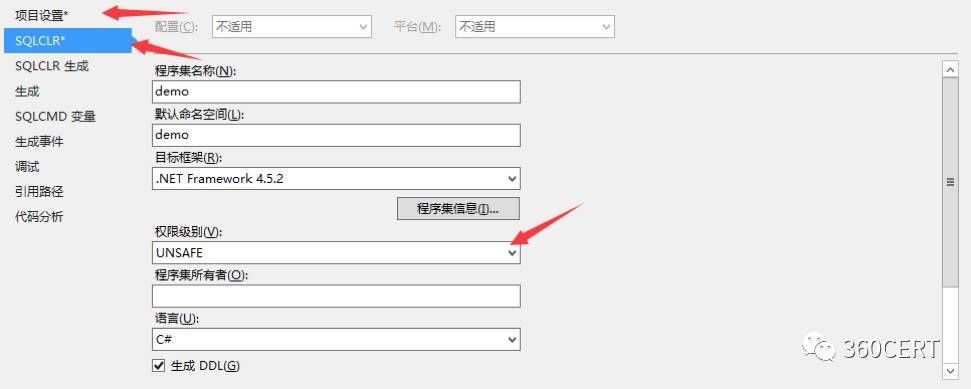 项目设置*
SQLCLR*
SQLCLR 生成
生成
SQLCMD 变量
生成事件
调试
引用路径
代码分析
配置(C): 不适用 平台(M): 不适用
程序集名称(N):
demo
默认命名空间(L):
demo
目标框架(R):
.NET Framework 4.5.2
程序集信息(I)...
权限级别(V):
UNSAFE
程序集所有者(O):
语言(U):
C#
生成 DDL(G)
360CERT